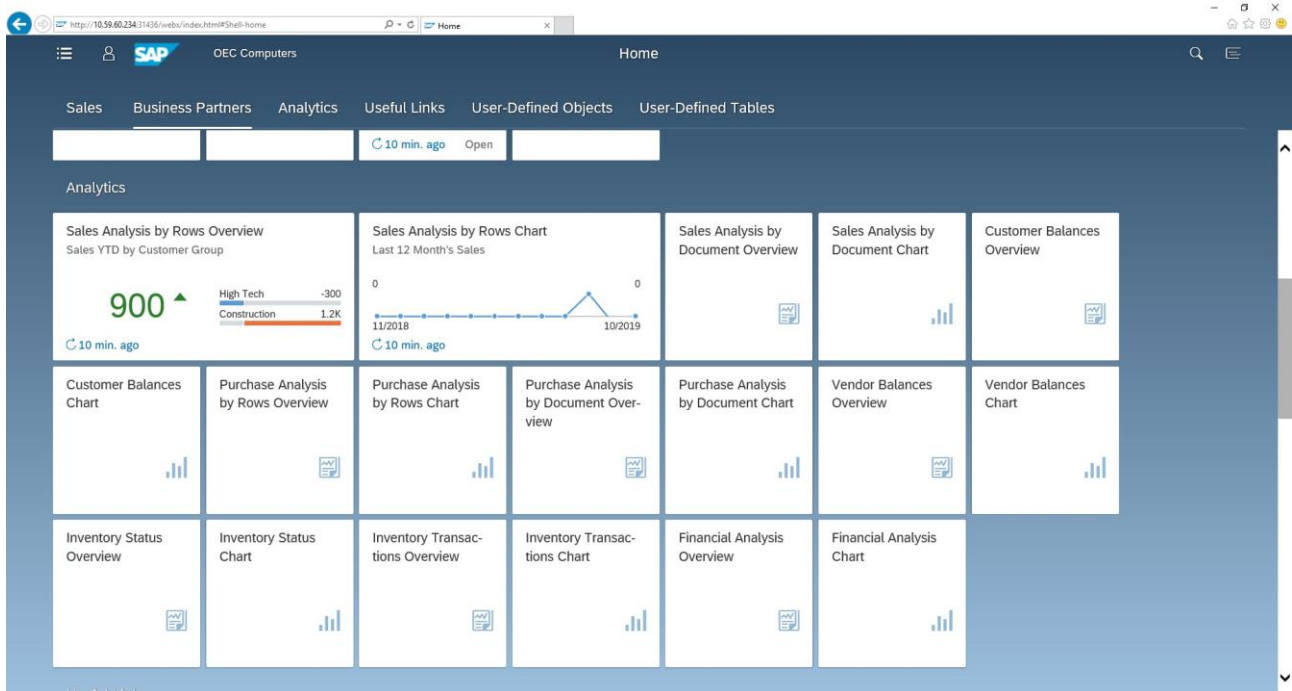 http://10.59.60.234:31436/webx/index.html#Shell-home
Home
SAP
OEC Computers
Home
Sales
Business Partners
Analytics
Useful Links
User-Defined Objects
User-Defined Tables
10 min. ago
Open
Analytics
Sales Analysis by Rows Overview
Sales YTD by Customer Group
900
High Tech
-300
Construction
1.2K
10 min. ago
Sales Analysis by Rows Chart
Last 12 Month's Sales
0
0
11/2018
10/2019
10 min. ago
Sales Analysis by
Document Overview
Sales Analysis by
Document Chart
Customer Balances
Overview
Customer Balances
Chart
Purchase Analysis
by Rows Overview
Purchase Analysis
by Rows Chart
Purchase Analysis
by Document Over-
view
Purchase Analysis
by Document Chart
Vendor Balances
Overview
Vendor Balances
Chart
Inventory Status
Overview
Inventory Status
Chart
Inventory Transac-
tions Overview
Inventory Transac-
tions Chart
Financial Analysis
Overview
Financial Analysis
Chart